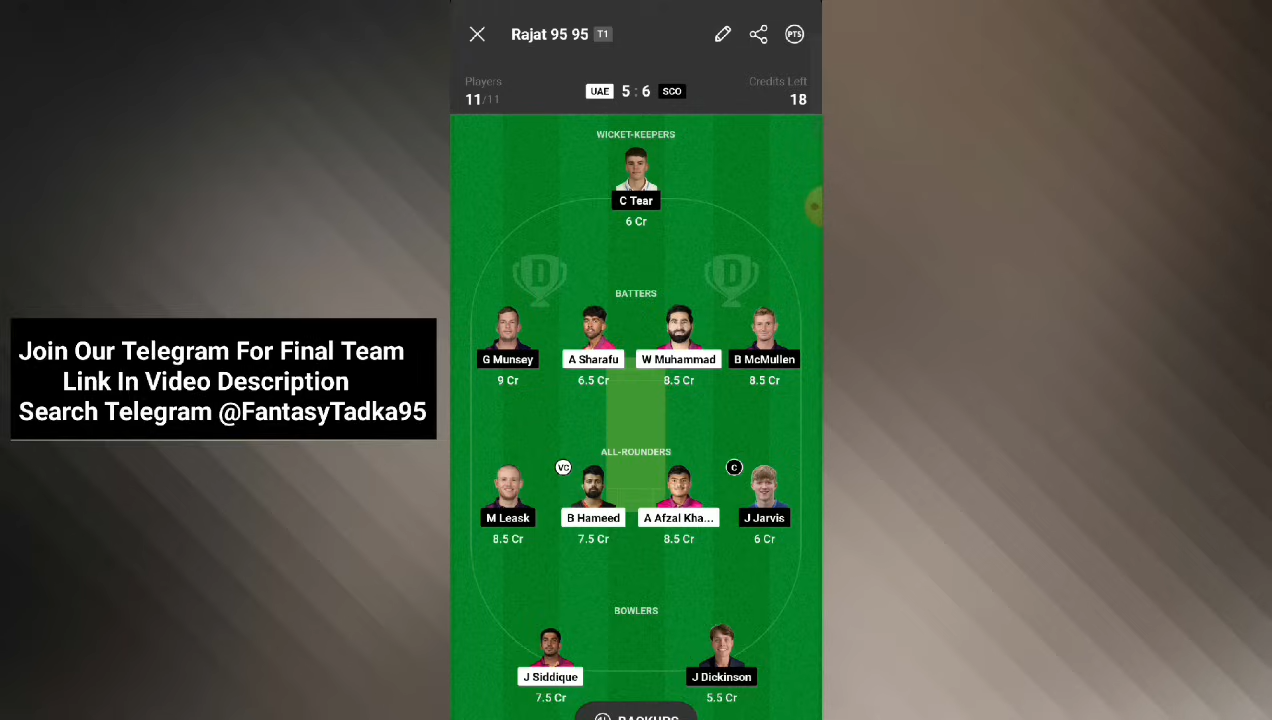 Rajat 95 95 T1
PTS
Players
11/11
UAE 5 : 6 SCO
Credits Left
18
WICKET-KEEPERS
C Tear
6 Cr
D D
BATTERS
G Munsey A Sharafu W Muhammad B McMullen
9 Cr 6.5 Cr 8.5 Cr 8.5 Cr
Join Our Telegram For Final Team
Link In Video Description
Search Telegram @FantasyTadka95
ALL-ROUNDERS
VC C
M Leask B Hameed A Afzal Kha... J Jarvis
8.5 Cr 7.5 Cr 8.5 Cr 6 Cr
BOWLERS
J Siddique J Dickinson
7.5 Cr 5.5 Cr
BACKUPS